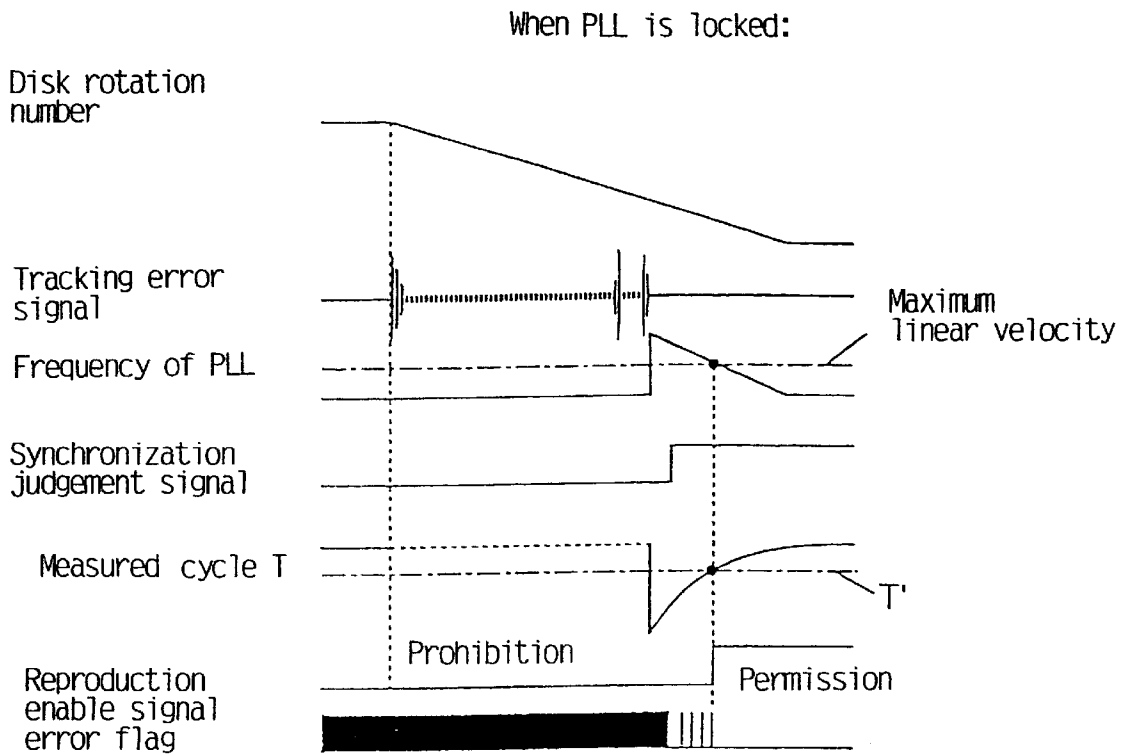 When PLL is locked:
Disk rotation
number
Tracking error
signal
Maximum
linear velocity
Frequency of PLL
Synchronization
judgement signal
Measured cycle T
T'
Prohibition
Permission
Reproduction
enable signal
error flag